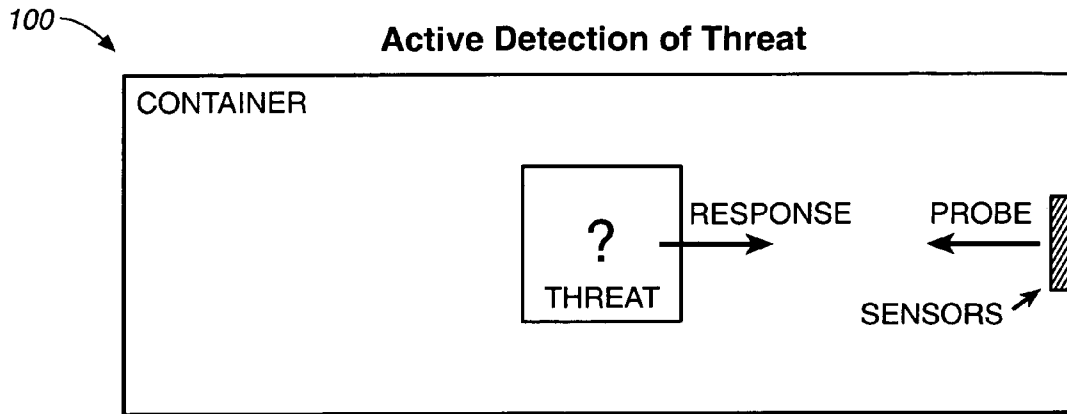 100
Active Detection of Threat
CONTAINER
RESPONSE
PROBE
?
THREAT
SENSORS